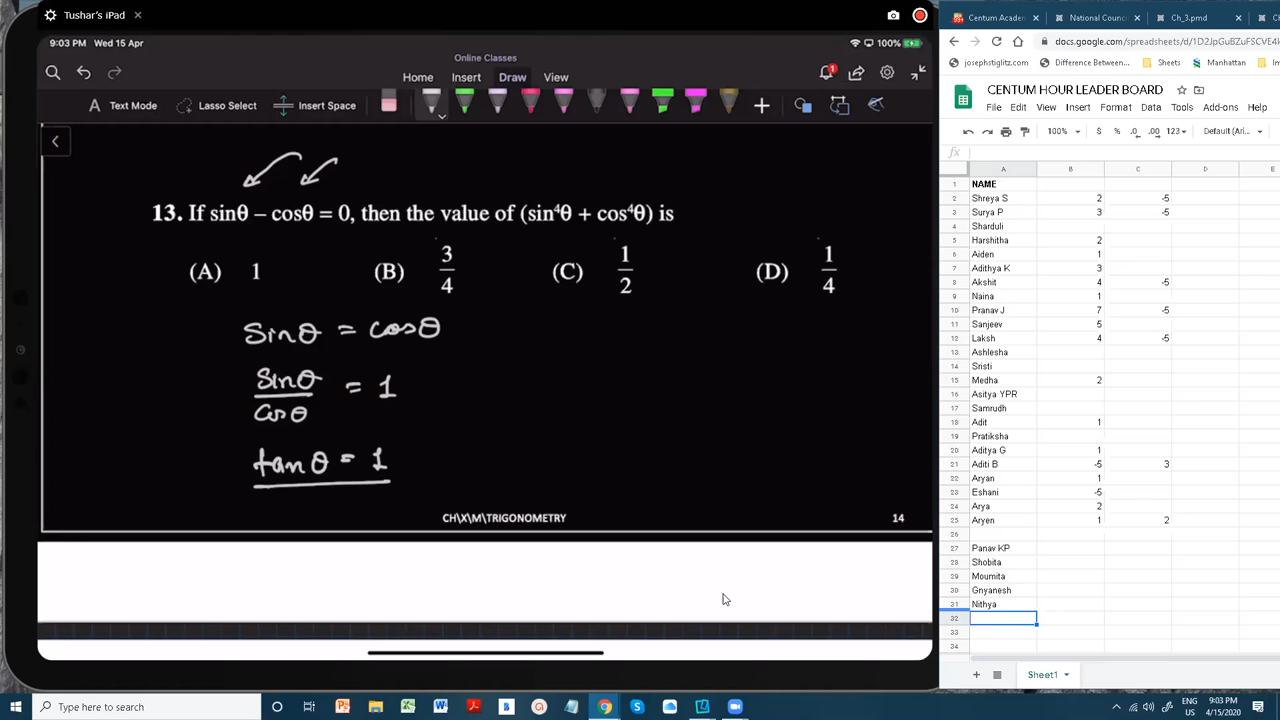 Tushar's iPad
9:03 PM Wed 15 Apr
100%
Online Classes
Home Insert Draw View
1
Text Mode Lasso Select Insert Space
13. If sinθ – cosθ = 0, then the value of (sin⁴θ + cos⁴θ) is
(A) 1 (B) 3/4 (C) 1/2 (D) 1/4
sinθ = cosθ
sinθ/cosθ = 1
tanθ = 1
CH\X\M\TRIGONOMETRY 14
99+ Centum Acade National Counci Ch_3.pmd
docs.google.com/spreadsheets/d/1D2JpGBZuFSCVE4
josephstiglitz.com Difference Between... Sheets Manhattan
CENTUM HOUR LEADER BOARD
File Edit View Insert Format Data Tools Add-ons Help
100% $ % .0 .00 123 Default (Ari...
fx
A B C D E
1 NAME
2 Shreya S 2 -5
3 Surya P 3 -5
4 Sharduli
5 Harshitha 2
6 Aiden 1
7 Adithya K 3
8 Akshit 4 -5
9 Naina 1
10 Pranav J 7 -5
11 Sanjeev 5
12 Laksh 4 -5
13 Ashlesha
14 Sristi
15 Medha 2
16 Asitya YPR
17 Samrudh
18 Adit 1
19 Pratiksha
20 Aditya G 1
21 Aditi B -5 3
22 Aryan 1
23 Eshani -5
24 Arya 2
25 Aryen 1 2
26
27 Panav KP
28 Shobita
29 Moumita
30 Gnyanesh
31 Nithya
32
33
34
Sheet1
Type here to search
ENG 9:03 PM
US 4/15/2020